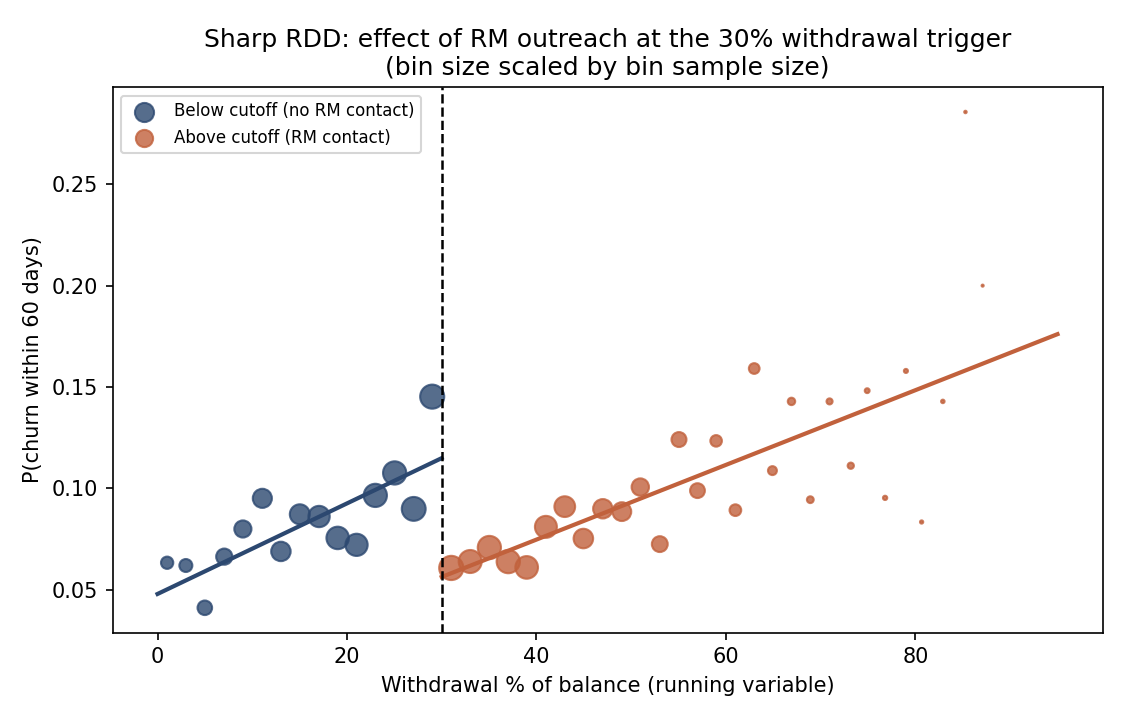 Sharp RDD: effect of RM outreach at the 30% withdrawal trigger
(bin size scaled by bin sample size)
Below cutoff (no RM contact)
Above cutoff (RM contact)
P(churn within 60 days)
0.25
0.20
0.15
0.10
0.05
0 20 40 60 80
Withdrawal % of balance (running variable)